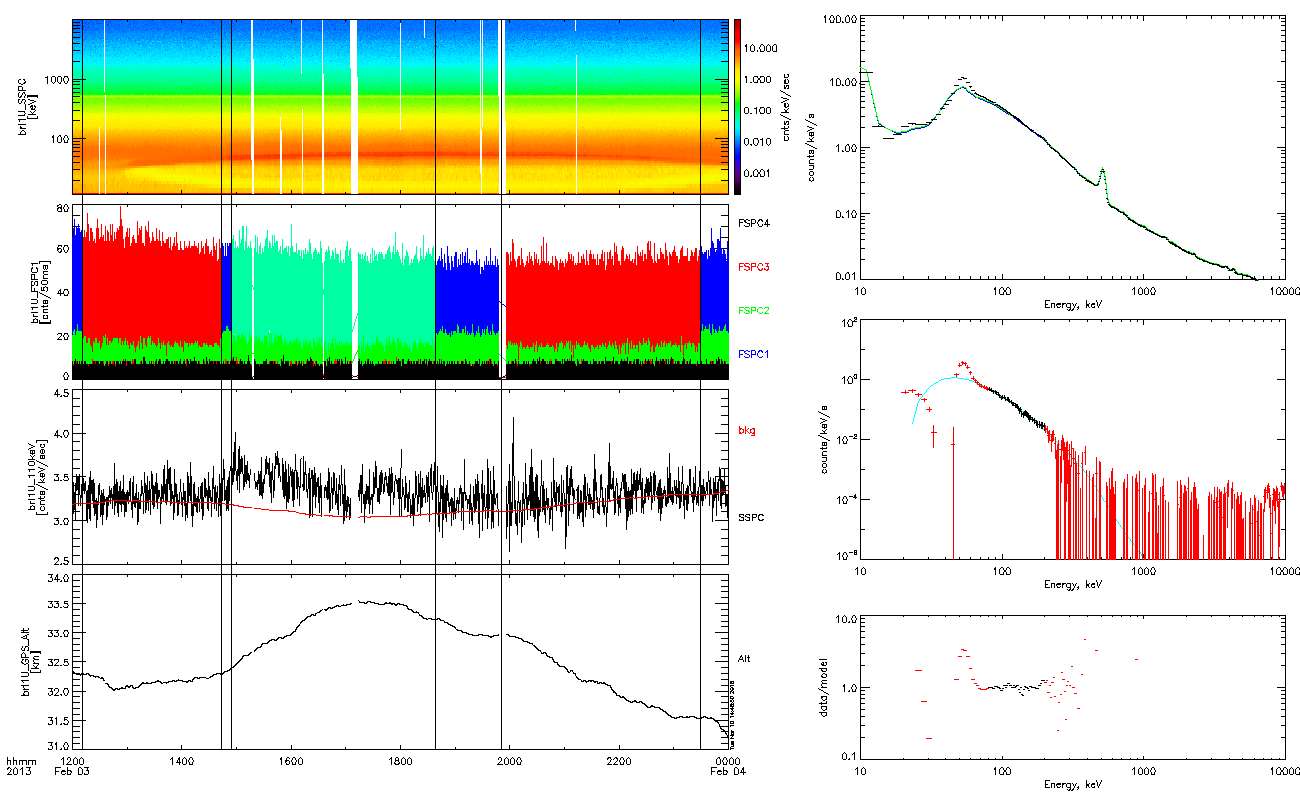 brl1U_SSPC
[keV]
1000
100
10.000
1.000
0.100
0.010
0.001
cnts/keV/sec
brl1U_FSPC1
[cnts/50ms]
80
60
40
20
0
FSPC4
FSPC3
FSPC2
FSPC1
brl1U_110keV
[cnts/keV/sec]
4.5
4.0
3.5
3.0
2.5
bkg
SSPC
brl1U_GPS_Alt
[km]
34.0
33.5
33.0
32.5
32.0
31.5
31.0
Alt
hhmm
2013
1200
Feb 03
1400
1600
1800
2000
2200
0000
Feb 04
counts/keV/s
100.00
10.00
1.00
0.10
0.01
10
100
1000
10000
Energy, keV
counts/keV/s
10²
10⁰
10⁻²
10⁻⁴
10⁻⁶
10
100
1000
10000
Energy, keV
data/model
10.0
1.0
0.1
10
100
1000
10000
Energy, keV